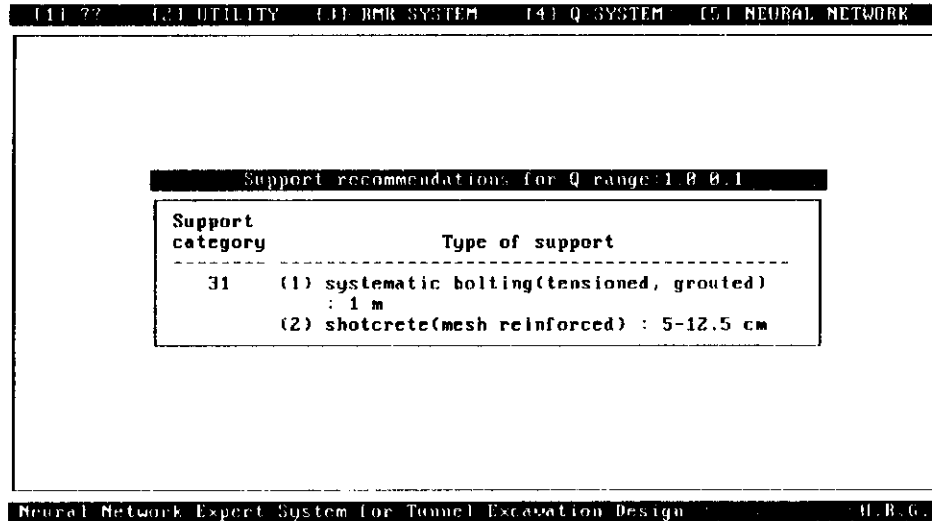 [1] ?? [2] UTILITY [3] RMR SYSTEM [4] Q-SYSTEM [5] NEURAL NETWORK
Support recommendations for Q range:1.0-0.1
Support
category Type of support
31 (1) systematic bolting(tensioned, grouted)
: 1 m
(2) shotcrete(mesh reinforced) : 5-12.5 cm
Neural Network Expert System for Tunnel Excavation Design H.R.G.